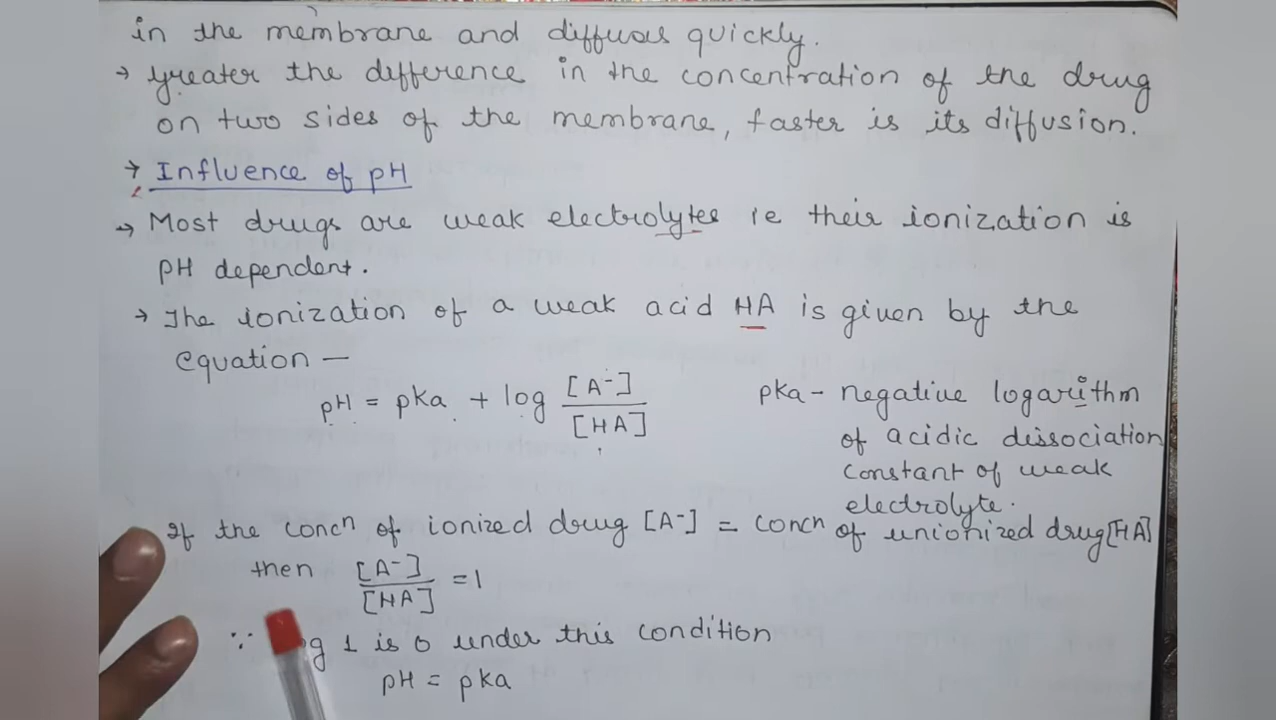 in the membrane and diffuses quickly.
→ greater the difference in the concentration of the drug
on two sides of the membrane, faster is its diffusion.
→ Influence of pH
→ Most drugs are weak electrolytes ie their ionization is
pH dependent.
→ The ionization of a weak acid HA is given by the
equation —
pH = pka + log [A-] / [HA]
pka - negative logarithm
of acidic dissociation
constant of weak
electrolyte.
If the concn of ionized drug [A-] = concn of unionized drug [HA]
then [A-] / [HA] = 1
∵ 1 is 0 under this condition
pH = pka